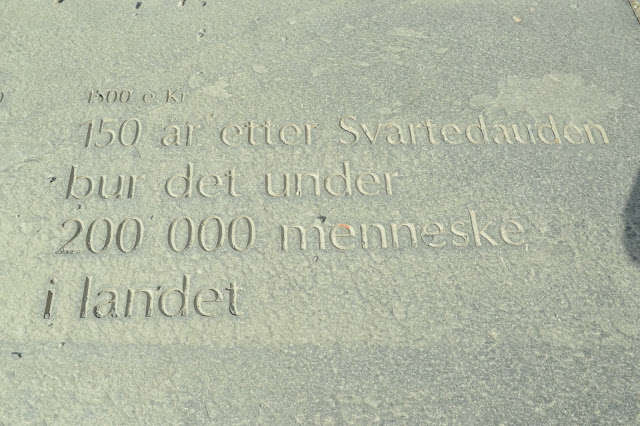 1500 e Kr
150 år etter Svartedauden
bur det under
200 000 menneske
i landet